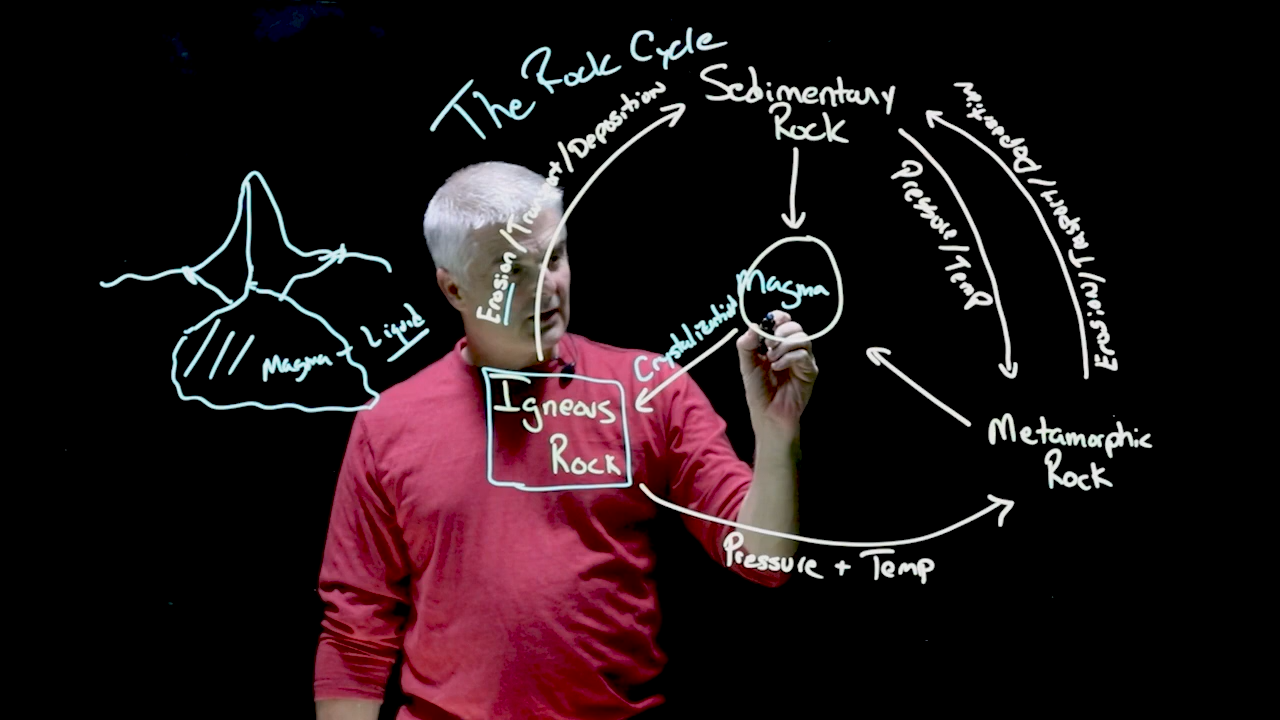 The Rock Cycle
Sedimentary
Rock
Erosion/Transport/Deposition
Pressure/Temp
Erosion/Transport/Deposition
Magma
Crystalization
Magma - Liquid
Igneous
Rock
Metamorphic
Rock
Pressure + Temp